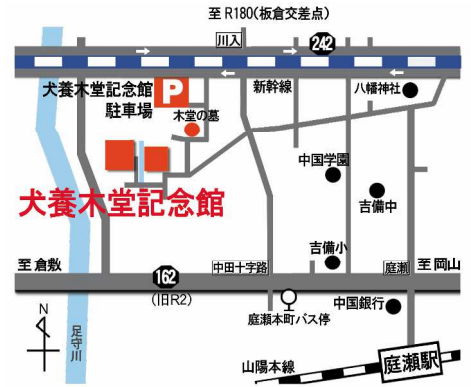 至 R180(板倉交差点)
川入
242
犬養木堂記念館
駐車場
P
新幹線
八幡神社
木堂の墓
中国学園
犬養木堂記念館
吉備中
吉備小
至 倉敷
162
(旧R2)
中田十字路
庭瀬
至 岡山
庭瀬本町バス停
中国銀行
N
足守川
山陽本線
庭瀬駅